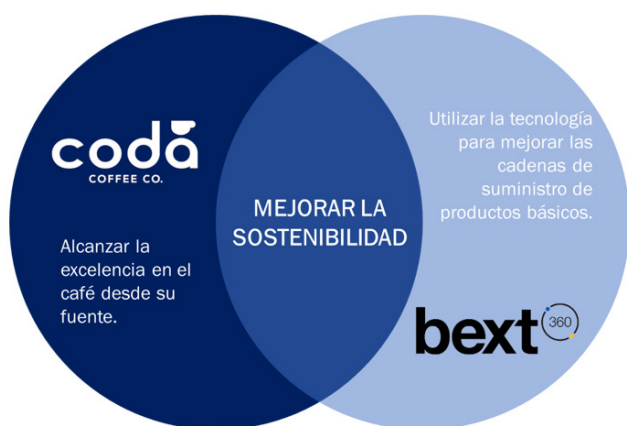 coda
COFFEE CO.
Alcanzar la
excelencia en el
café desde su
fuente.
MEJORAR LA
SOSTENIBILIDAD
Utilizar la tecnología
para mejorar las
cadenas de
suministro de
productos básicos.
bext 360